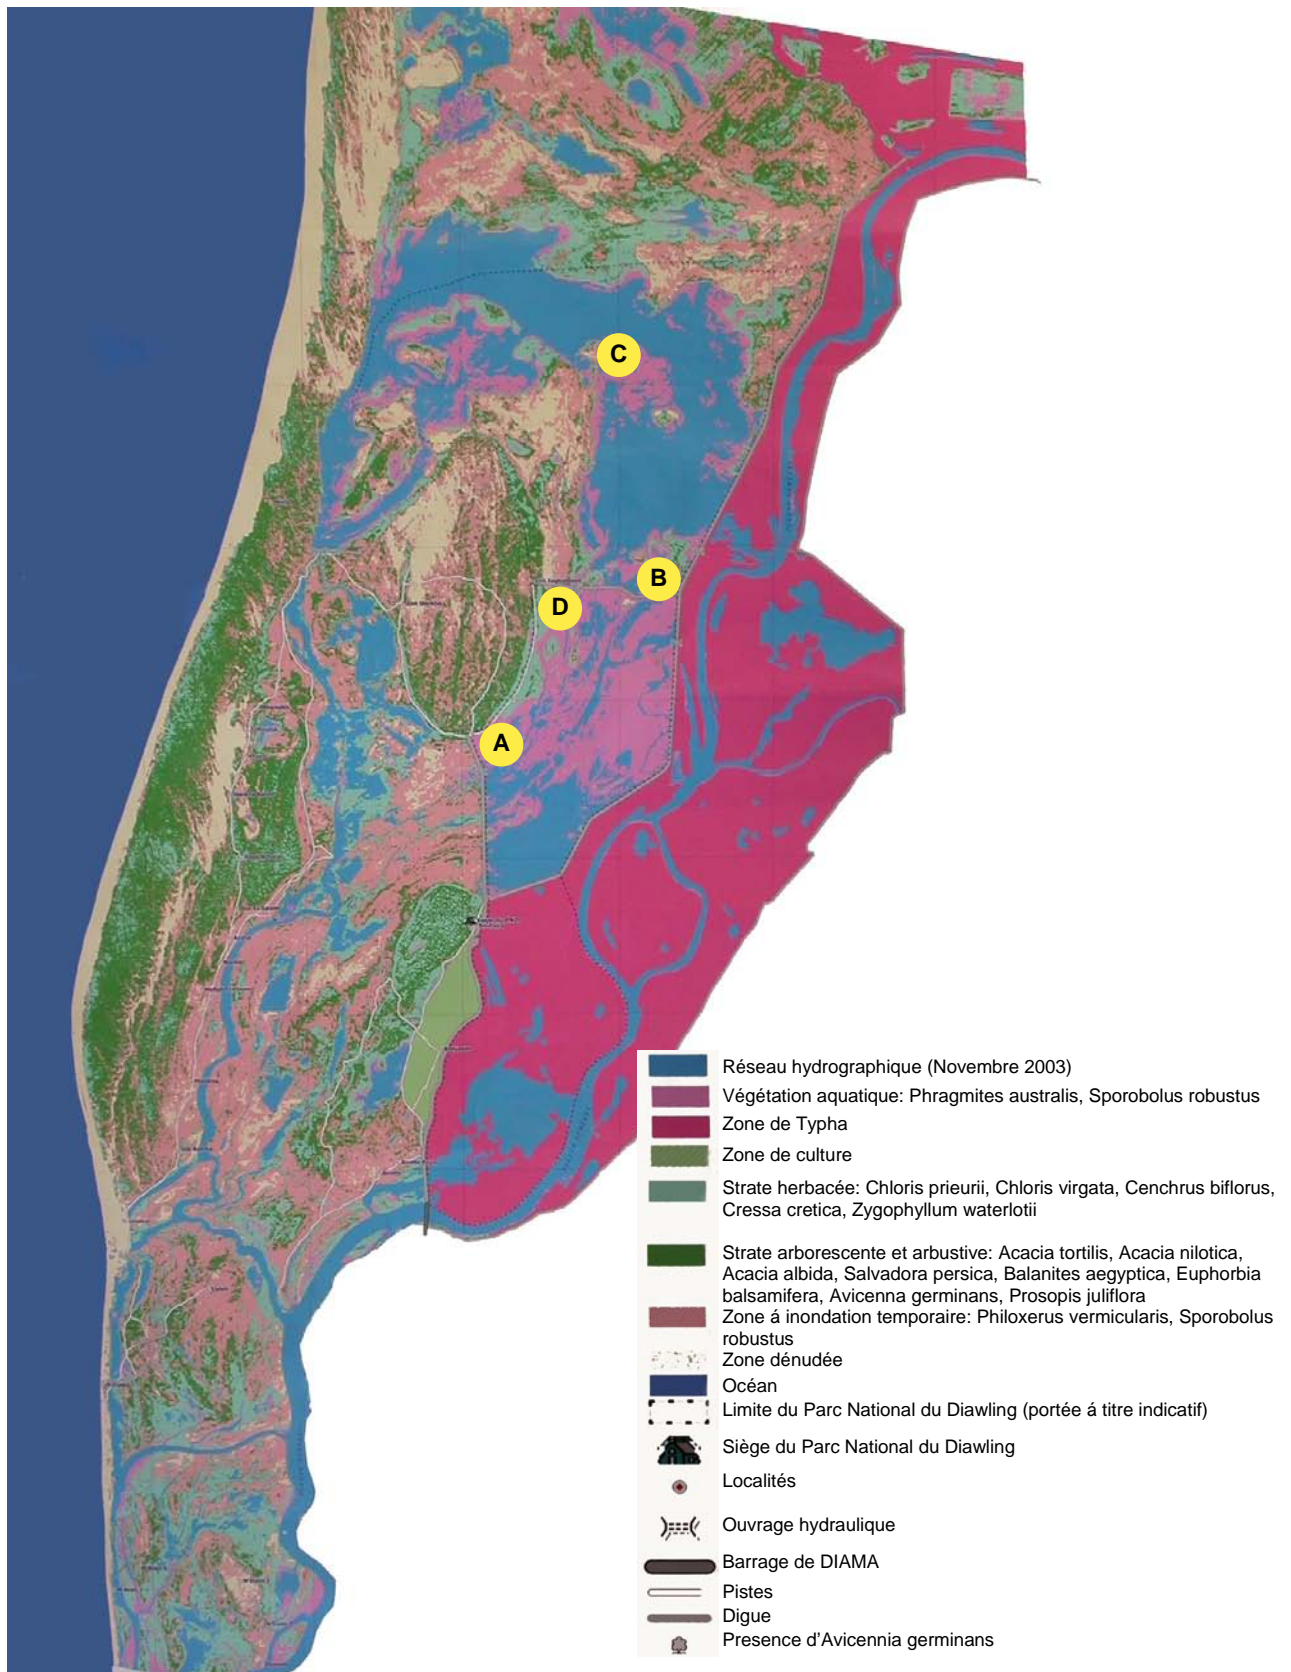 C
B
D
A
Réseau hydrographique (Novembre 2003)
Végétation aquatique: Phragmites australis, Sporobolus robustus
Zone de Typha
Zone de culture
Strate herbacée: Chloris prieurii, Chloris virgata, Cenchrus biflorus,
Cressa cretica, Zygophyllum waterlotii
Strate arborescente et arbustive: Acacia tortilis, Acacia nilotica,
Acacia albida, Salvadora persica, Balanites aegyptica, Euphorbia
balsamifera, Avicenna germinans, Prosopis juliflora
Zone á inondation temporaire: Philoxerus vermicularis, Sporobolus
robustus
Zone dénudée
Océan
Limite du Parc National du Diawling (portée á titre indicatif)
Siège du Parc National du Diawling
Localités
Ouvrage hydraulique
Barrage de DIAMA
Pistes
Digue
Presence d'Avicennia germinans